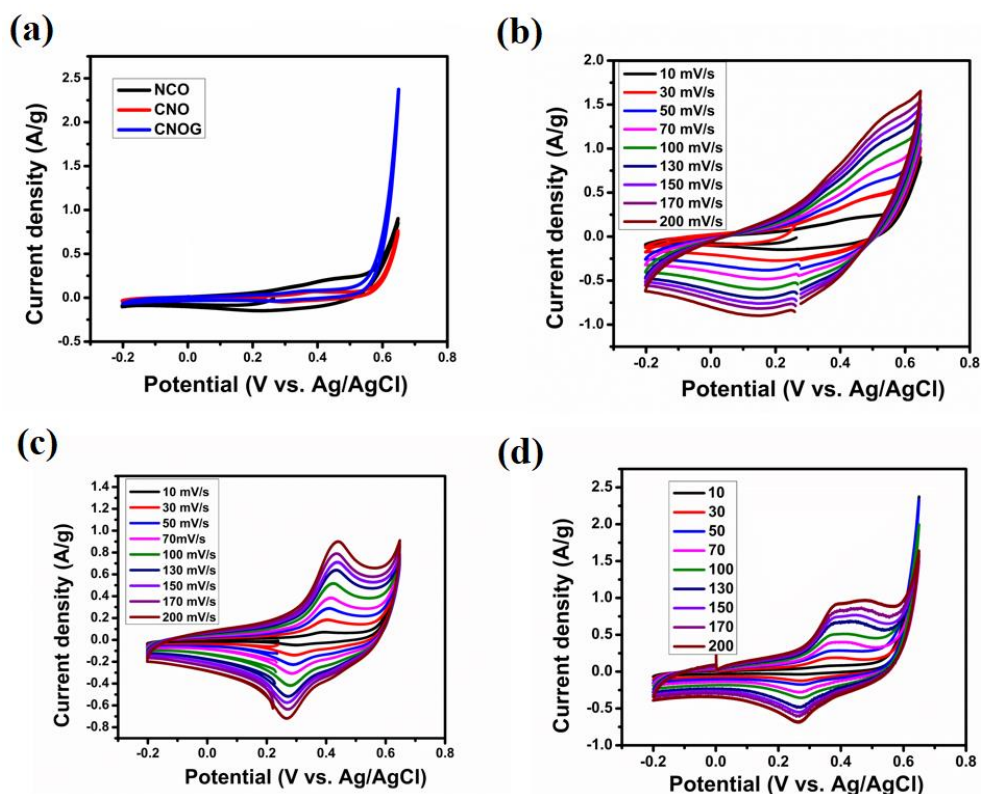 (a)
Current density (A/g)
2.5
2.0
1.5
1.0
0.5
0.0
-0.5
NCO
CNO
CNOG
-0.2 0.0 0.2 0.4 0.6 0.8
Potential (V vs. Ag/AgCl)
(b)
Current density (A/g)
2.0
1.5
1.0
0.5
0.0
-0.5
-1.0
10 mV/s
30 mV/s
50 mV/s
70 mV/s
100 mV/s
130 mV/s
150 mV/s
170 mV/s
200 mV/s
-0.2 0.0 0.2 0.4 0.6 0.8
Potential (V vs. Ag/AgCl)
(c)
Current density (A/g)
1.4
1.2
1.0
0.8
0.6
0.4
0.2
0.0
-0.2
-0.4
-0.6
-0.8
10 mV/s
30 mV/s
50 mV/s
70mV/s
100 mV/s
130 mV/s
150 mV/s
170 mV/s
200 mV/s
-0.2 0.0 0.2 0.4 0.6 0.8
Potential (V vs. Ag/AgCl)
(d)
Current density (A/g)
2.5
2.0
1.5
1.0
0.5
0.0
-0.5
-1.0
10
30
50
70
100
130
150
170
200
-0.2 0.0 0.2 0.4 0.6 0.8
Potential (V vs. Ag/AgCl)